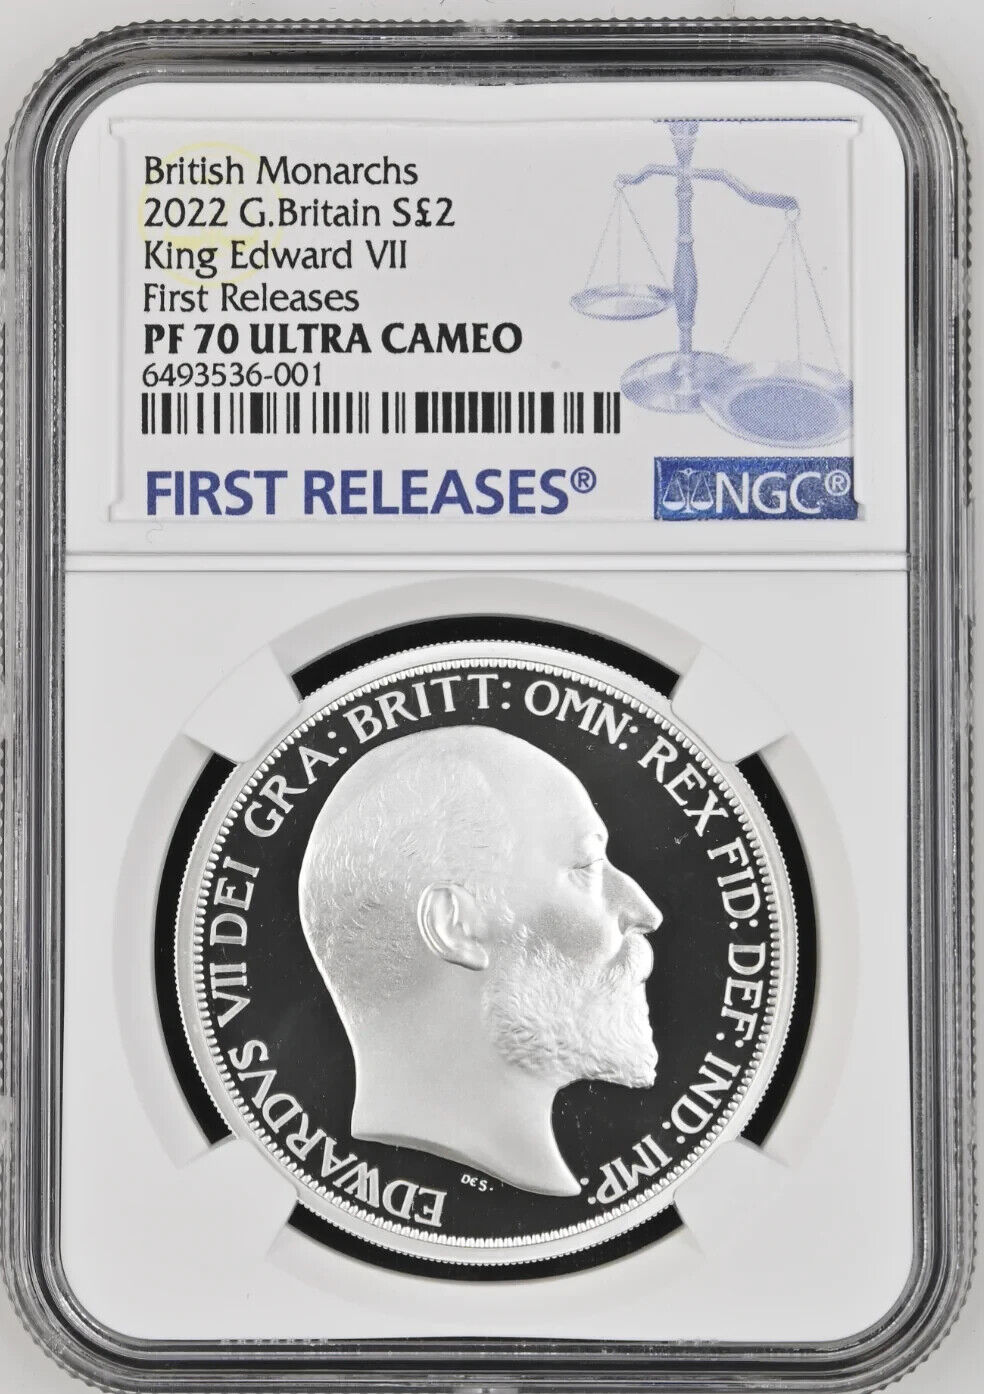 British Monarchs
2022 G.Britain S£2
King Edward VII
First Releases
PF 70 ULTRA CAMEO
6493536-001
FIRST RELEASES®
NGC®
EDWARDVS VII DEI GRA: BRITT: OMN: REX FID: DEF: IND: IMP:
DES.